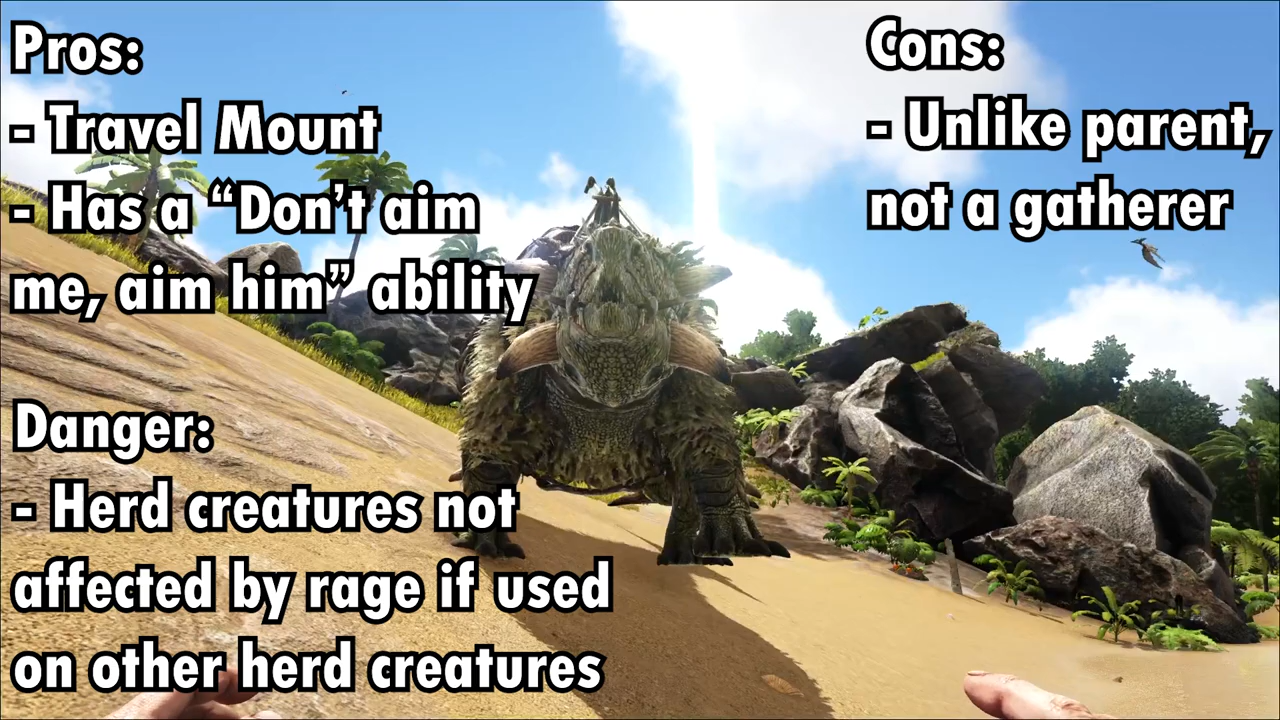 Pros:
- Travel Mount
- Has a “Don’t aim
me, aim him” ability
Cons:
- Unlike parent,
not a gatherer
Danger:
- Herd creatures not
affected by rage if used
on other herd creatures